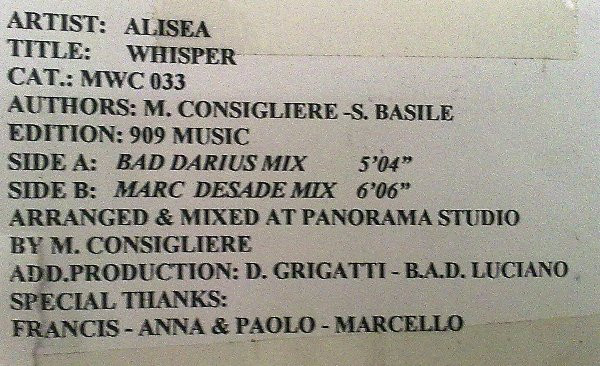 ARTIST: ALISEA
TITLE: WHISPER
CAT.: MWC 033
AUTHORS: M. CONSIGLIERE -S. BASILE
EDITION: 909 MUSIC
SIDE A: BAD DARIUS MIX 5'04”
SIDE B: MARC DESADE MIX 6'06”
ARRANGED & MIXED AT PANORAMA STUDIO
BY M. CONSIGLIERE
ADD.PRODUCTION: D. GRIGATTI - B.A.D. LUCIANO
SPECIAL THANKS:
FRANCIS - ANNA & PAOLO - MARCELLO